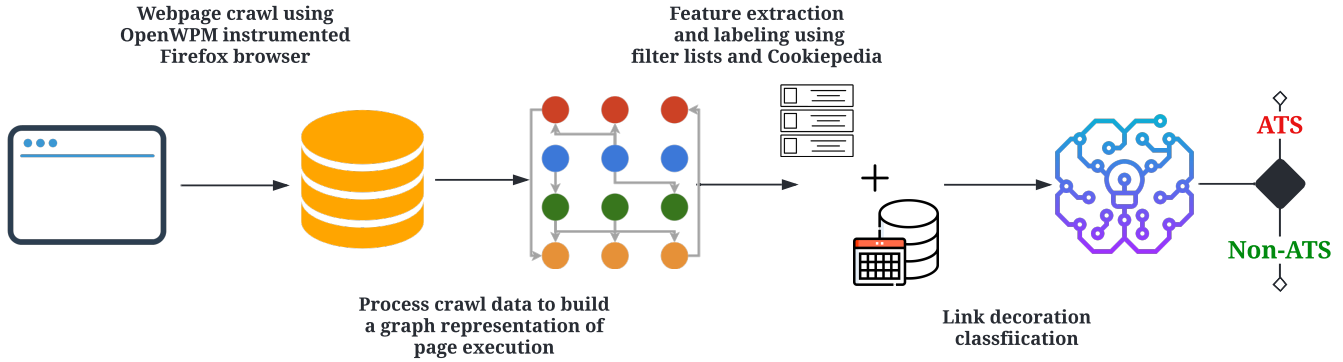 Webpage crawl using
OpenWPM instrumented
Firefox browser
Feature extraction
and labeling using
filter lists and Cookiepedia
ATS
Non-ATS
Process crawl data to build
a graph representation of
page execution
Link decoration
classfiication